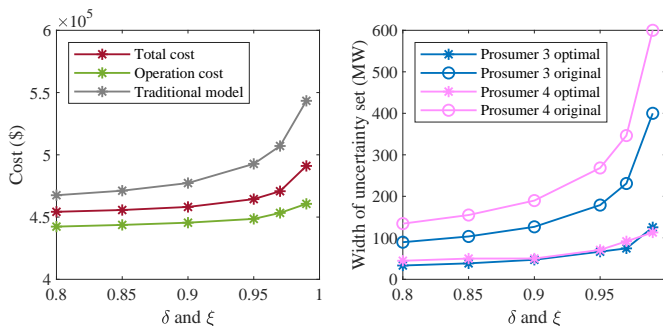 ×10⁵
6
5.5
5
4.5
4
Cost ($)
Total cost
Operation cost
Traditional model
0.8 0.85 0.9 0.95 1
δ and ξ
600
500
400
300
200
100
0
Width of uncertainty set (MW)
Prosumer 3 optimal
Prosumer 3 original
Prosumer 4 optimal
Prosumer 4 original
0.8 0.85 0.9 0.95
δ and ξ